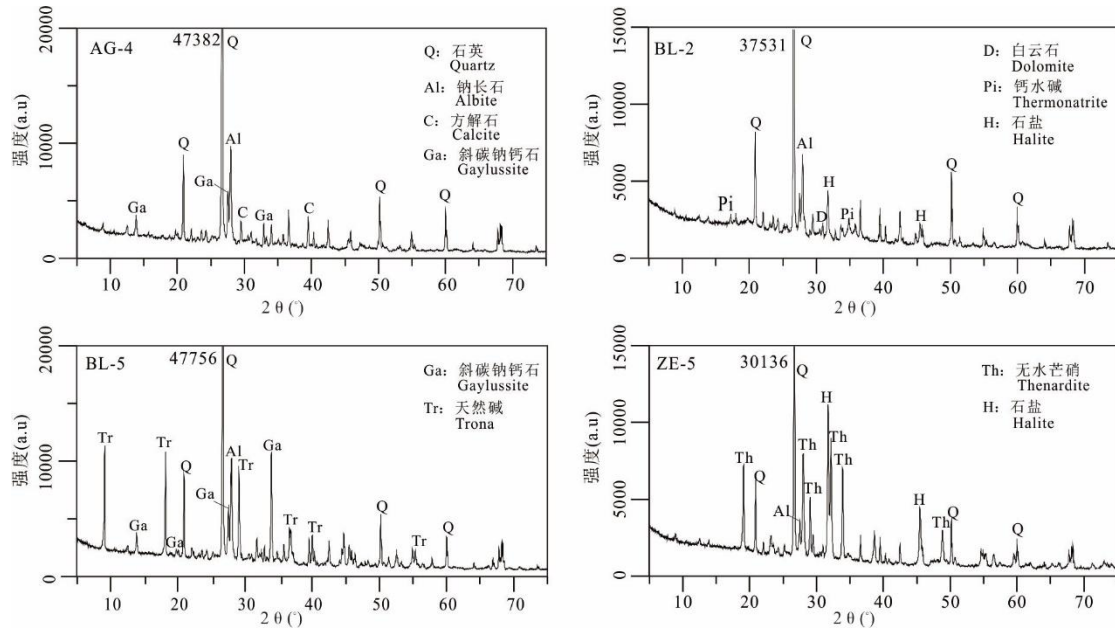 AG-4
47382
Q
Q：石英
Quartz
Al：钠长石
Albite
C：方解石
Calcite
Ga：斜碳钠钙石
Gaylussite
Ga
Q
Ga
Al
C
Ga
C
Q
Q
强度(a.u)
20000
10000
0
10
20
30
40
50
60
70
2 θ (°)
BL-2
37531
Q
D：白云石
Dolomite
Pi：钙水碱
Thermonatrite
H：石盐
Halite
Pi
Q
Al
D
H
Pi
H
Q
Q
强度(a.u)
15000
10000
5000
0
10
20
30
40
50
60
70
2 θ (°)
BL-5
47756
Q
Ga：斜碳钠钙石
Gaylussite
Tr：天然碱
Trona
Tr
Ga
Tr
Ga
Q
Ga
Al
Tr
Ga
Tr
Tr
Q
Tr
Q
强度(a.u)
20000
10000
0
10
20
30
40
50
60
70
2 θ (°)
ZE-5
30136
Q
Th：无水芒硝
Thenardite
H：石盐
Halite
Th
Q
Al
Th
Th
H
Th
Th
H
Th
Q
Q
强度(a.u)
15000
10000
5000
0
10
20
30
40
50
60
70
2 θ (°)